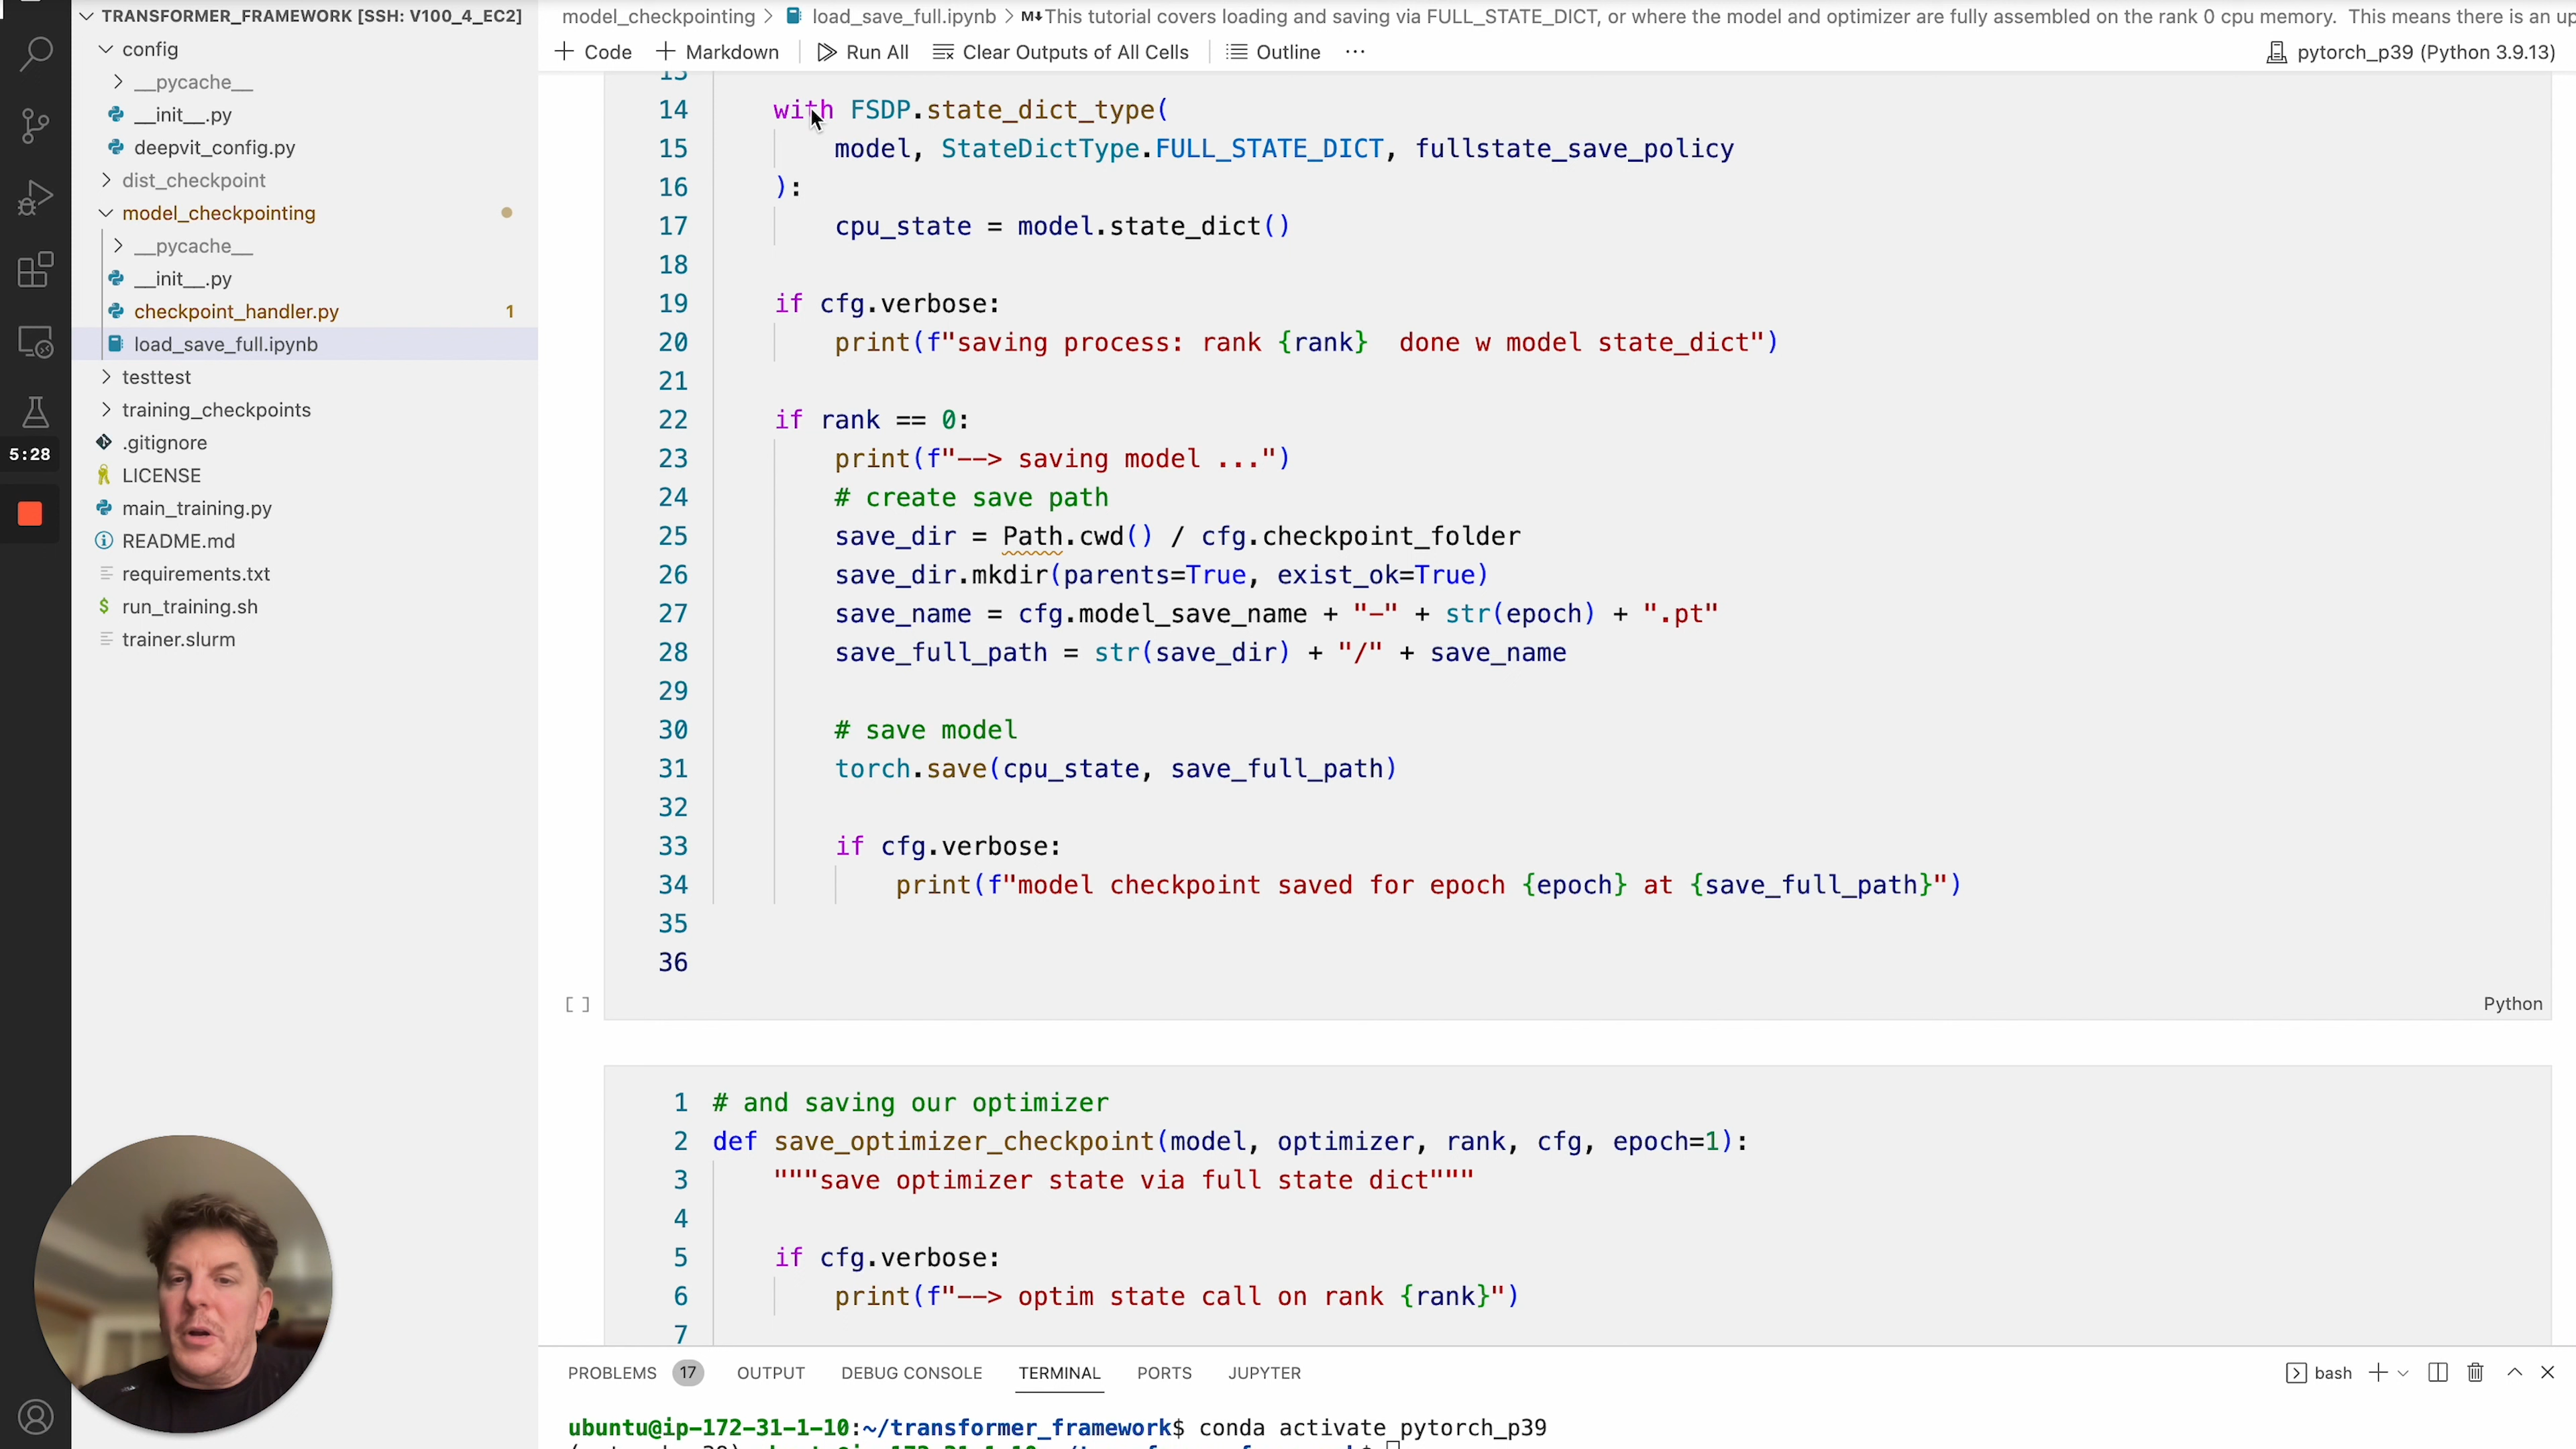 TRANSFORMER_FRAMEWORK [SSH: V100_4_EC2]
config
__pycache__
__init__.py
deepvit_config.py
dist_checkpoint
model_checkpointing
__pycache__
__init__.py
checkpoint_handler.py 1
load_save_full.ipynb
testtest
training_checkpoints
.gitignore
LICENSE
main_training.py
README.md
requirements.txt
$ run_training.sh
trainer.slurm
5:28
model_checkpointing > load_save_full.ipynb > M↓This tutorial covers loading and saving via FULL_STATE_DICT, or where the model and optimizer are fully assembled on the rank 0 cpu memory. This means there is an up
+ Code + Markdown Run All Clear Outputs of All Cells Outline ... pytorch_p39 (Python 3.9.13)
13
14 with FSDP.state_dict_type(
15 model, StateDictType.FULL_STATE_DICT, fullstate_save_policy
16 ):
17 cpu_state = model.state_dict()
18
19 if cfg.verbose:
20 print(f"saving process: rank {rank}  done w model state_dict")
21
22 if rank == 0:
23 print(f"--> saving model ...")
24 # create save path
25 save_dir = Path.cwd() / cfg.checkpoint_folder
26 save_dir.mkdir(parents=True, exist_ok=True)
27 save_name = cfg.model_save_name + "-" + str(epoch) + ".pt"
28 save_full_path = str(save_dir) + "/" + save_name
29
30 # save model
31 torch.save(cpu_state, save_full_path)
32
33 if cfg.verbose:
34 print(f"model checkpoint saved for epoch {epoch} at {save_full_path}")
35
36
[ ] Python
1 # and saving our optimizer
2 def save_optimizer_checkpoint(model, optimizer, rank, cfg, epoch=1):
3 """save optimizer state via full state dict"""
4
5 if cfg.verbose:
6 print(f"--> optim state call on rank {rank}")
7
PROBLEMS 17 OUTPUT DEBUG CONSOLE TERMINAL PORTS JUPYTER bash
ubuntu@ip-172-31-1-10:~/transformer_framework$ conda activate pytorch_p39